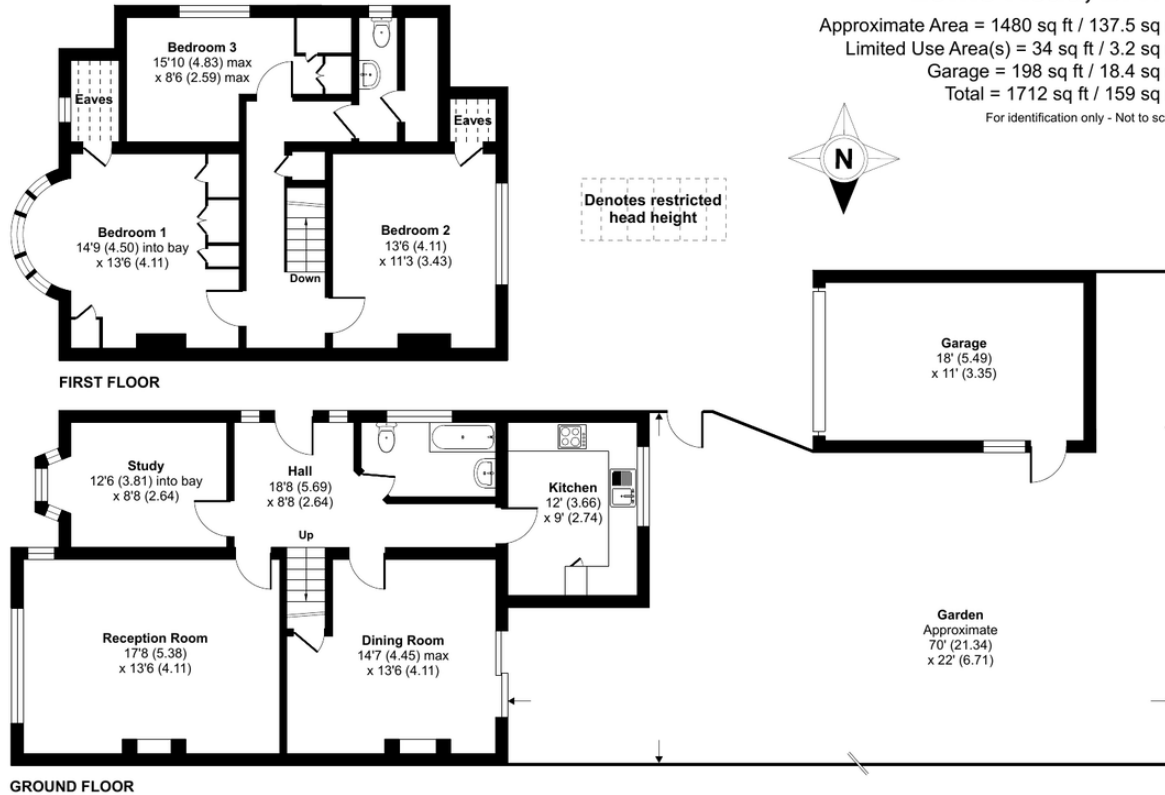 Approximate Area = 1480 sq ft / 137.5 sq
Limited Use Area(s) = 34 sq ft / 3.2 sq
Garage = 198 sq ft / 18.4 sq
Total = 1712 sq ft / 159 sq
For identification only - Not to sc
N
Denotes restricted
head height
Bedroom 3
15'10 (4.83) max
x 8'6 (2.59) max
Eaves
Eaves
Bedroom 1
14'9 (4.50) into bay
x 13'6 (4.11)
Bedroom 2
13'6 (4.11)
x 11'3 (3.43)
Down
FIRST FLOOR
Garage
18' (5.49)
x 11' (3.35)
Study
12'6 (3.81) into bay
x 8'8 (2.64)
Hall
18'8 (5.69)
x 8'8 (2.64)
Up
Kitchen
12' (3.66)
x 9' (2.74)
Reception Room
17'8 (5.38)
x 13'6 (4.11)
Dining Room
14'7 (4.45) max
x 13'6 (4.11)
Garden
Approximate
70' (21.34)
x 22' (6.71)
GROUND FLOOR